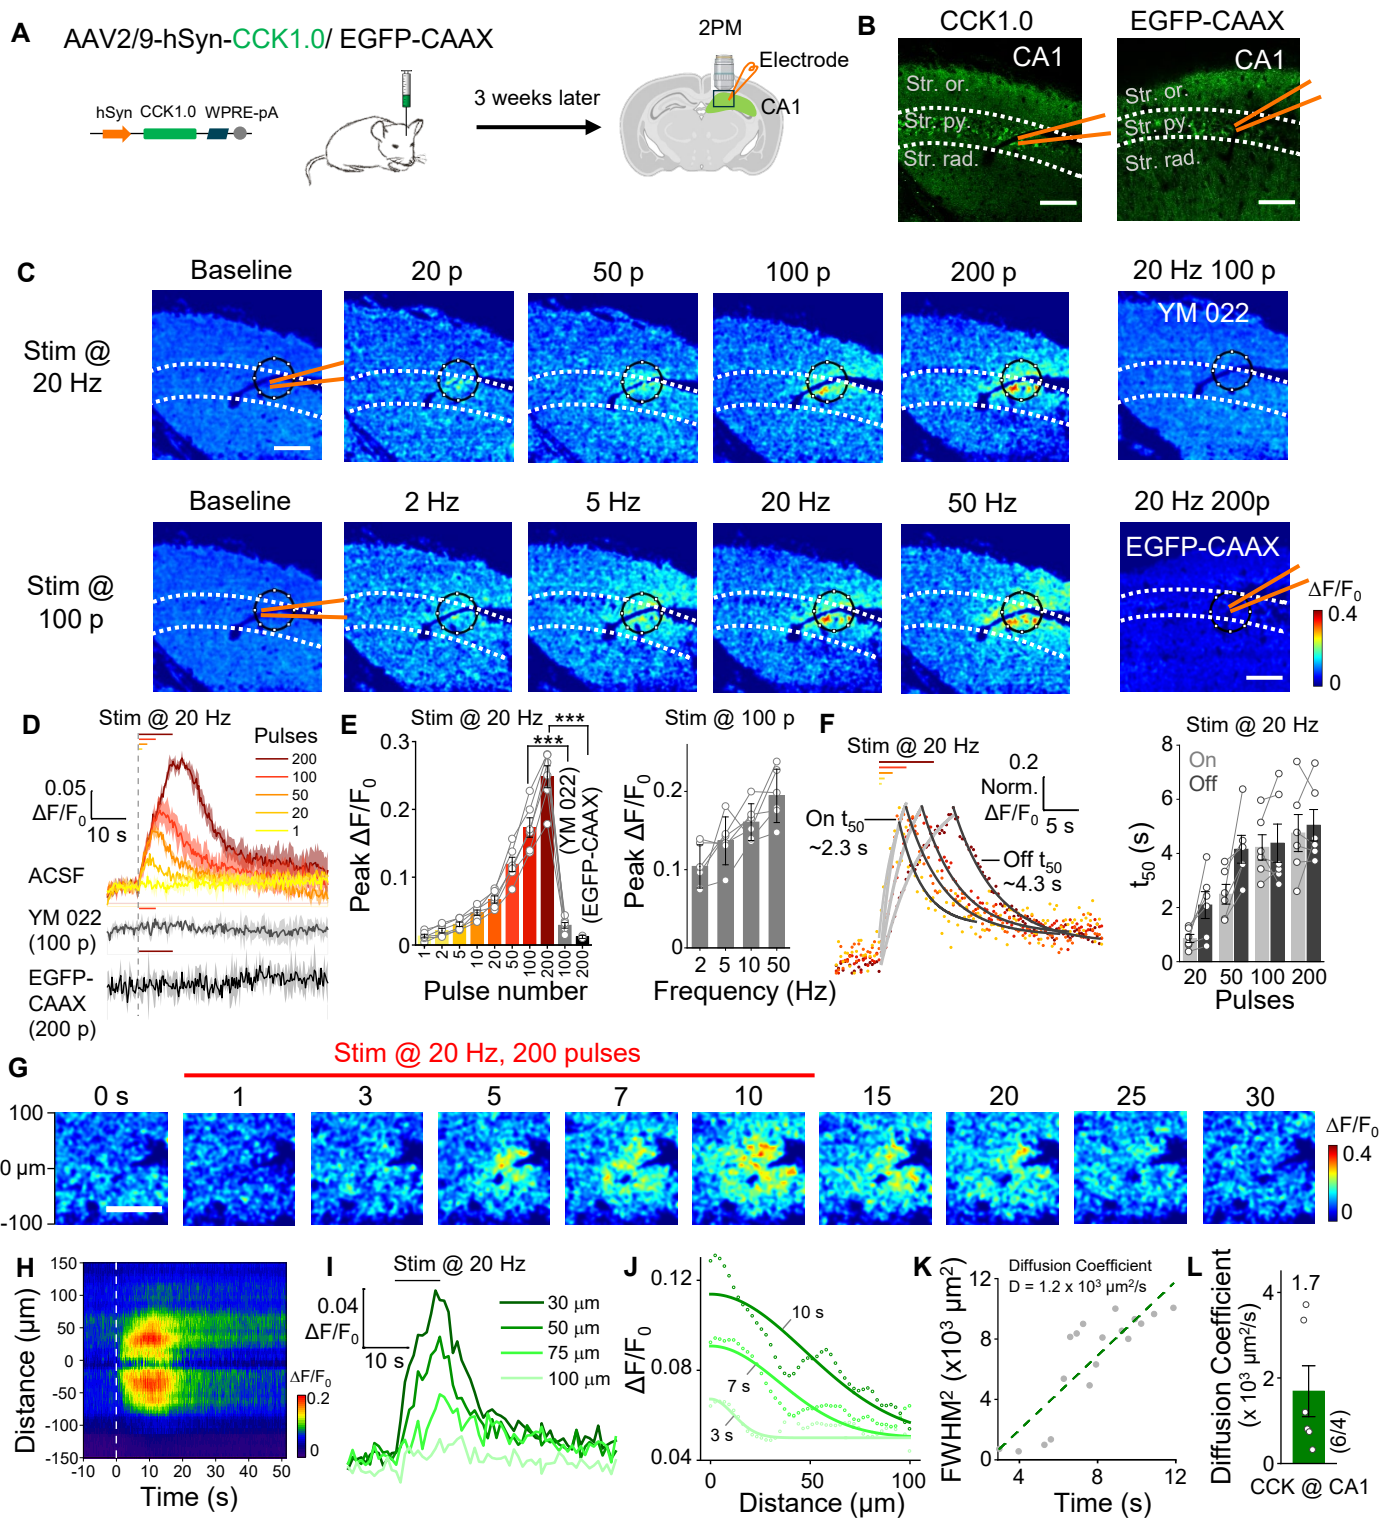 A
AAV2/9-hSyn-CCK1.0/ EGFP-CAAX
hSyn CCK1.0 WPRE-pA
3 weeks later
2PM
Electrode
CA1
B
CCK1.0 EGFP-CAAX
CA1
Str. or.
Str. py.
Str. rad.
CA1
Str. or.
Str. py.
Str. rad.
C
Baseline 20 p 50 p 100 p 200 p 20 Hz 100 p
Stim @
20 Hz
YM 022
Baseline 2 Hz 5 Hz 20 Hz 50 Hz 20 Hz 200p
Stim @
100 p
EGFP-CAAX
ΔF/F0
0.4
0
D
Stim @ 20 Hz
Pulses
200
100
50
20
1
0.05
ΔF/F0
10 s
ACSF
YM 022
(100 p)
EGFP-
CAAX
(200 p)
E
Stim @ 20 Hz
***
***
Peak ΔF/F0
0.3
0.2
0.1
0
(YM 022)
(EGFP-CAAX)
1 2 5 10 20 50 100 200 100 200
Pulse number
Stim @ 100 p
Peak ΔF/F0
0.2
0.1
0
2 5 10 50
Frequency (Hz)
F
Stim @ 20 Hz
0.2
Norm.
ΔF/F0
5 s
On t50
~2.3 s
Off t50
~4.3 s
Stim @ 20 Hz
On
Off
t50 (s)
8
6
4
2
0
20 50 100 200
Pulses
G
Stim @ 20 Hz, 200 pulses
0 s 1 3 5 7 10 15 20 25 30
100
0 µm
-100
ΔF/F0
0.4
0
H
Distance (µm)
150
100
50
0
-50
-100
-150
-10 0 10 20 30 40 50
Time (s)
ΔF/F0
0.2
0
I
Stim @ 20 Hz
0.04
ΔF/F0
10 s
30 µm
50 µm
75 µm
100 µm
J
ΔF/F0
0.12
0.08
0.04
10 s
7 s
3 s
0 50 100
Distance (µm)
K
FWHM² (x10³ µm²)
Diffusion Coefficient
D = 1.2 x 10³ µm²/s
12
8
4
0
4 8 12
Time (s)
L
Diffusion Coefficient
(x 10³ µm²/s)
4
2
0
1.7
(6/4)
CCK @ CA1